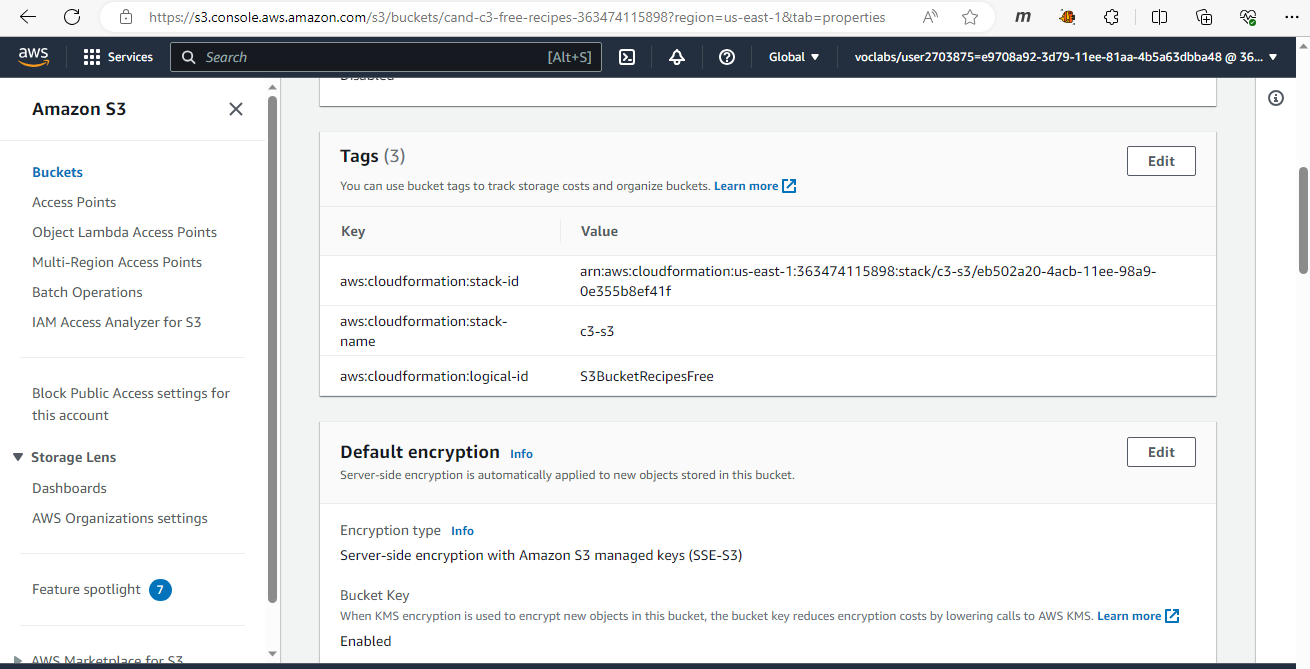 https://s3.console.aws.amazon.com/s3/buckets/cand-c3-free-recipes-363474115898?region=us-east-1&tab=properties
A
m
aws
Services
Search
[Alt+S]
Global
voclabs/user2703875=e9708a92-3d79-11ee-81aa-4b5a63dbba48 @ 36...
Amazon S3
Buckets
Access Points
Object Lambda Access Points
Multi-Region Access Points
Batch Operations
IAM Access Analyzer for S3
Block Public Access settings for
this account
Storage Lens
Dashboards
AWS Organizations settings
Feature spotlight 7
AWS Marketplace for S3
Disabled
Tags (3)
Edit
You can use bucket tags to track storage costs and organize buckets. Learn more
Key Value
aws:cloudformation:stack-id
arn:aws:cloudformation:us-east-1:363474115898:stack/c3-s3/eb502a20-4acb-11ee-98a9-
0e355b8ef41f
aws:cloudformation:stack-
name
c3-s3
aws:cloudformation:logical-id
S3BucketRecipesFree
Default encryption Info
Edit
Server-side encryption is automatically applied to new objects stored in this bucket.
Encryption type Info
Server-side encryption with Amazon S3 managed keys (SSE-S3)
Bucket Key
When KMS encryption is used to encrypt new objects in this bucket, the bucket key reduces encryption costs by lowering calls to AWS KMS. Learn more
Enabled